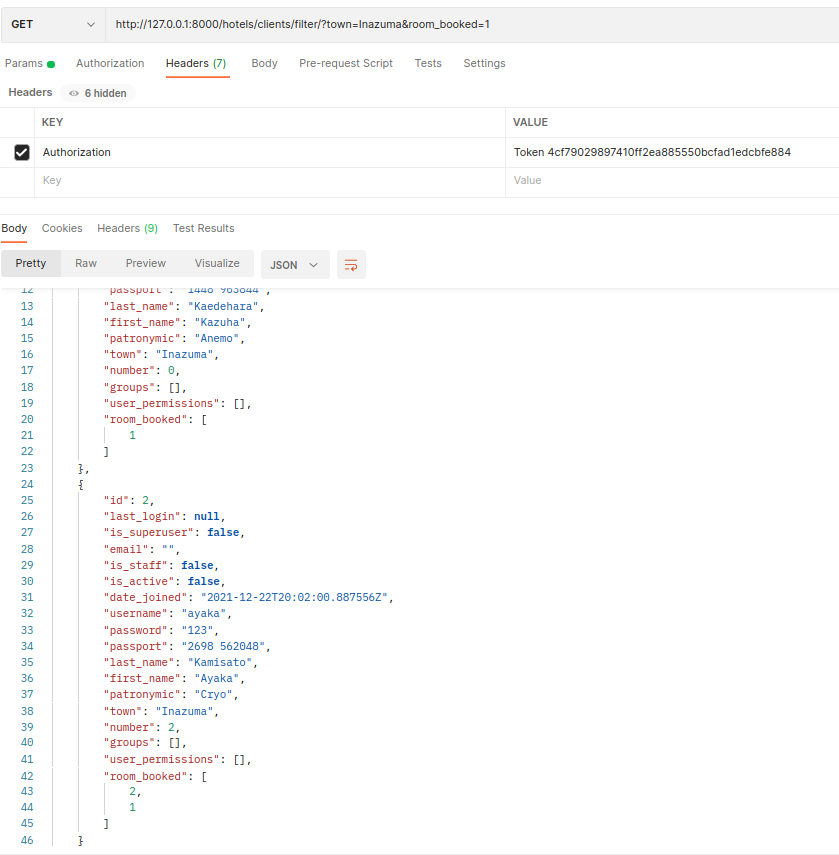 GET http://127.0.0.1:8000/hotels/clients/filter/?town=Inazuma&room_booked=1
Params Authorization Headers (7) Body Pre-request Script Tests Settings
Headers 6 hidden
KEY VALUE
Authorization Token 4cf79029897410ff2ea885550bcfad1edcbfe884
Key Value
Body Cookies Headers (9) Test Results
Pretty Raw Preview Visualize JSON
12 "passport": "1448 963844",
13 "last_name": "Kaedehara",
14 "first_name": "Kazuha",
15 "patronymic": "Anemo",
16 "town": "Inazuma",
17 "number": 0,
18 "groups": [],
19 "user_permissions": [],
20 "room_booked": [
21 1
22 ]
23 },
24 {
25 "id": 2,
26 "last_login": null,
27 "is_superuser": false,
28 "email": "",
29 "is_staff": false,
30 "is_active": false,
31 "date_joined": "2021-12-22T20:02:00.887556Z",
32 "username": "ayaka",
33 "password": "123",
34 "passport": "2698 562048",
35 "last_name": "Kamisato",
36 "first_name": "Ayaka",
37 "patronymic": "Cryo",
38 "town": "Inazuma",
39 "number": 2,
40 "groups": [],
41 "user_permissions": [],
42 "room_booked": [
43 2,
44 1
45 ]
46 }